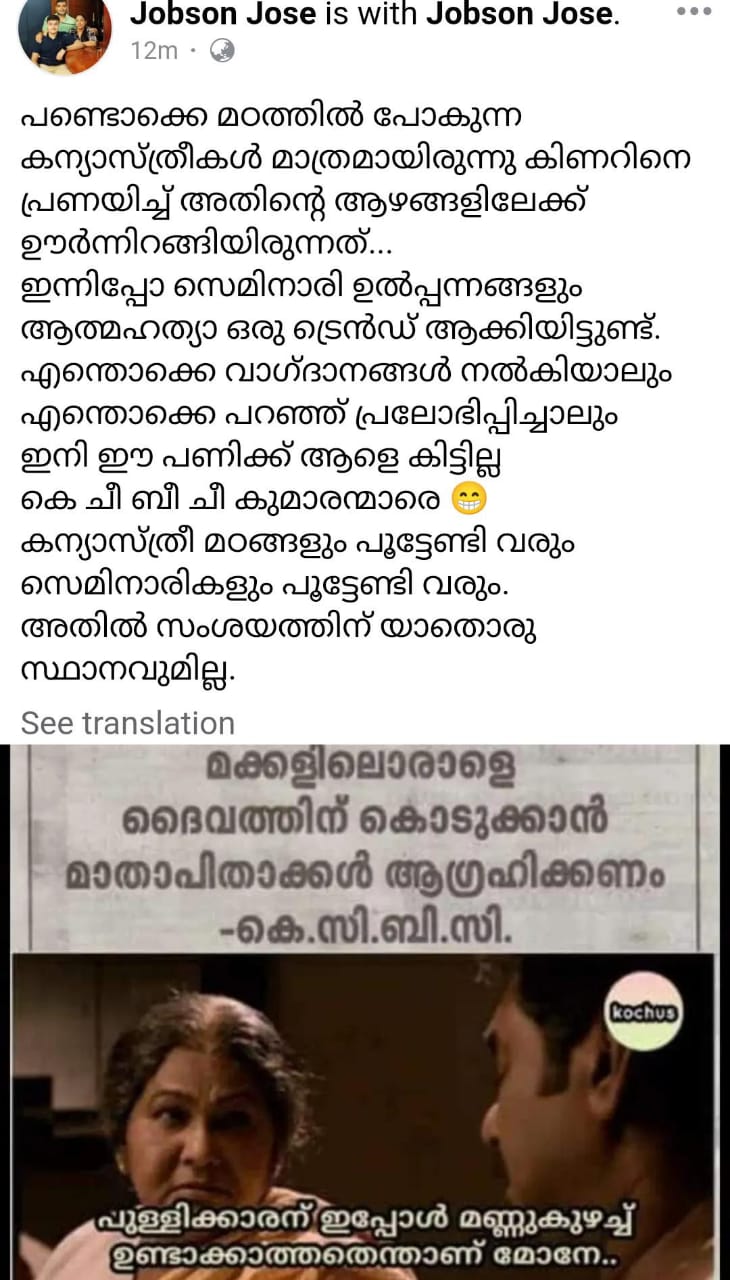 Jobson Jose is with Jobson Jose.
12m
പണ്ടൊക്കെ മഠത്തിൽ പോകുന്ന
കന്യാസ്ത്രീകൾ മാത്രമായിരുന്നു കിണറിനെ
പ്രണയിച്ച് അതിന്റെ ആഴങ്ങളിലേക്ക്
ഊർന്നിറങ്ങിയിരുന്നത്...
ഇന്നിപ്പോ സെമിനാരി ഉൽപ്പന്നങ്ങളും
ആത്മഹത്യാ ഒരു ട്രെൻഡ് ആക്കിയിട്ടുണ്ട്.
എന്തൊക്കെ വാഗ്ദാനങ്ങൾ നൽകിയാലും
എന്തൊക്കെ പറഞ്ഞ് പ്രലോഭിപ്പിച്ചാലും
ഇനി ഈ പണിക്ക് ആളെ കിട്ടില്ല
കെ ചീ ബീ ചീ കുമാരന്മാരെ 😁
കന്യാസ്ത്രീ മഠങ്ങളും പൂട്ടേണ്ടി വരും
സെമിനാരികളും പൂട്ടേണ്ടി വരും.
അതിൽ സംശയത്തിന് യാതൊരു
സ്ഥാനവുമില്ല.
See translation
മക്കളിലൊരാളെ
ദൈവത്തിന് കൊടുക്കാൻ
മാതാപിതാക്കൾ ആഗ്രഹിക്കണം
-കെ.സി.ബി.സി.
kochus
പുള്ളിക്കാരന് ഇപ്പോൾ മണ്ണുകുഴച്ച്
ഉണ്ടാക്കാത്തതെന്താണ് മോനേ..